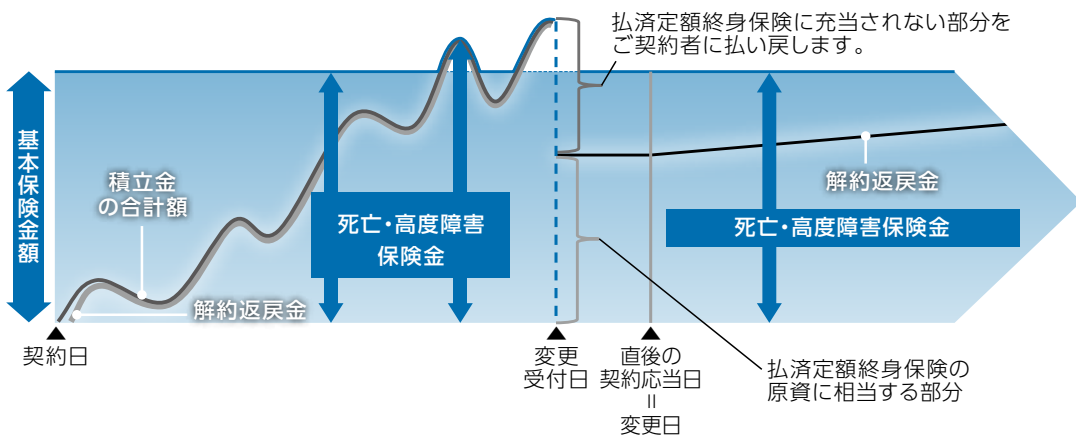 払済定額終身保険に充当されない部分を
ご契約者に払い戻します。
基本保険金額
積立金
の合計額
解約返戻金
死亡・高度障害
保険金
解約返戻金
死亡・高度障害保険金
契約日
変更
受付日
直後の
契約応当日
=
変更日
払済定額終身保険の
原資に相当する部分